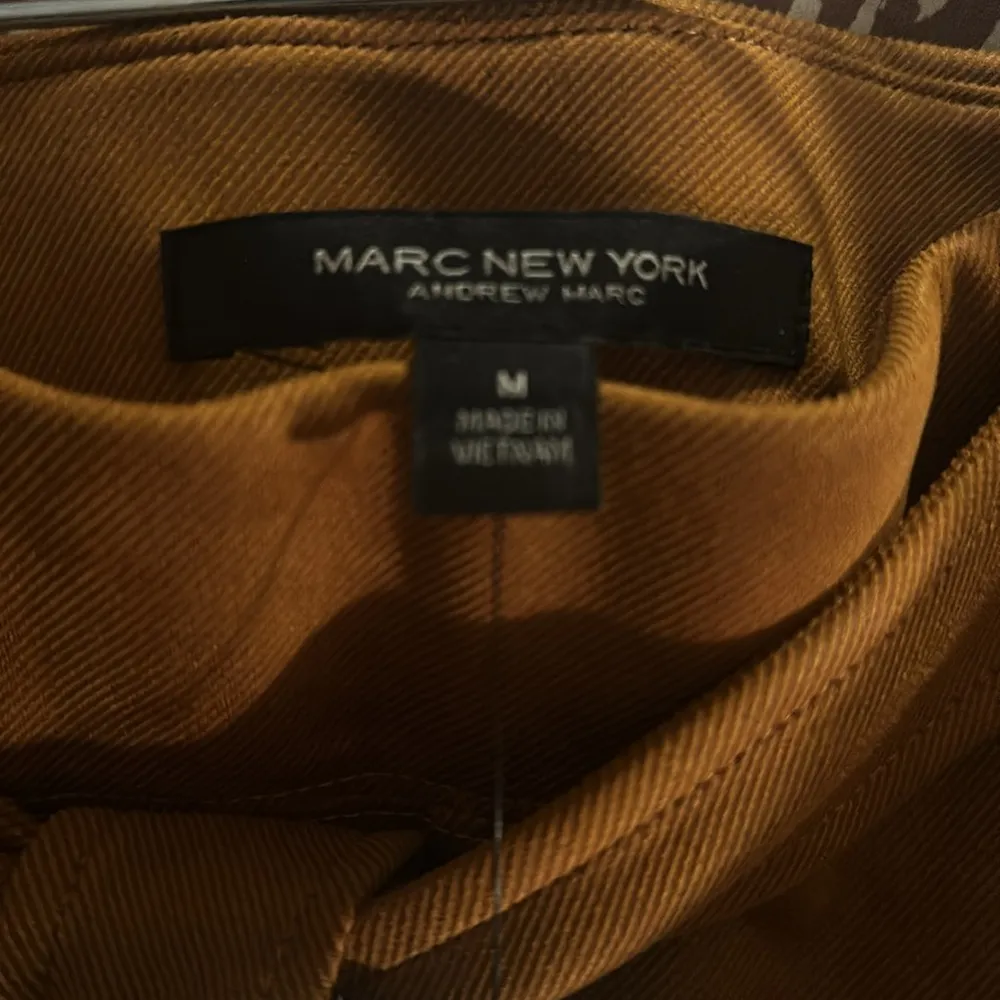 MARC NEW YORK
ANDREW MARC
M
MADE IN
VIETNAM